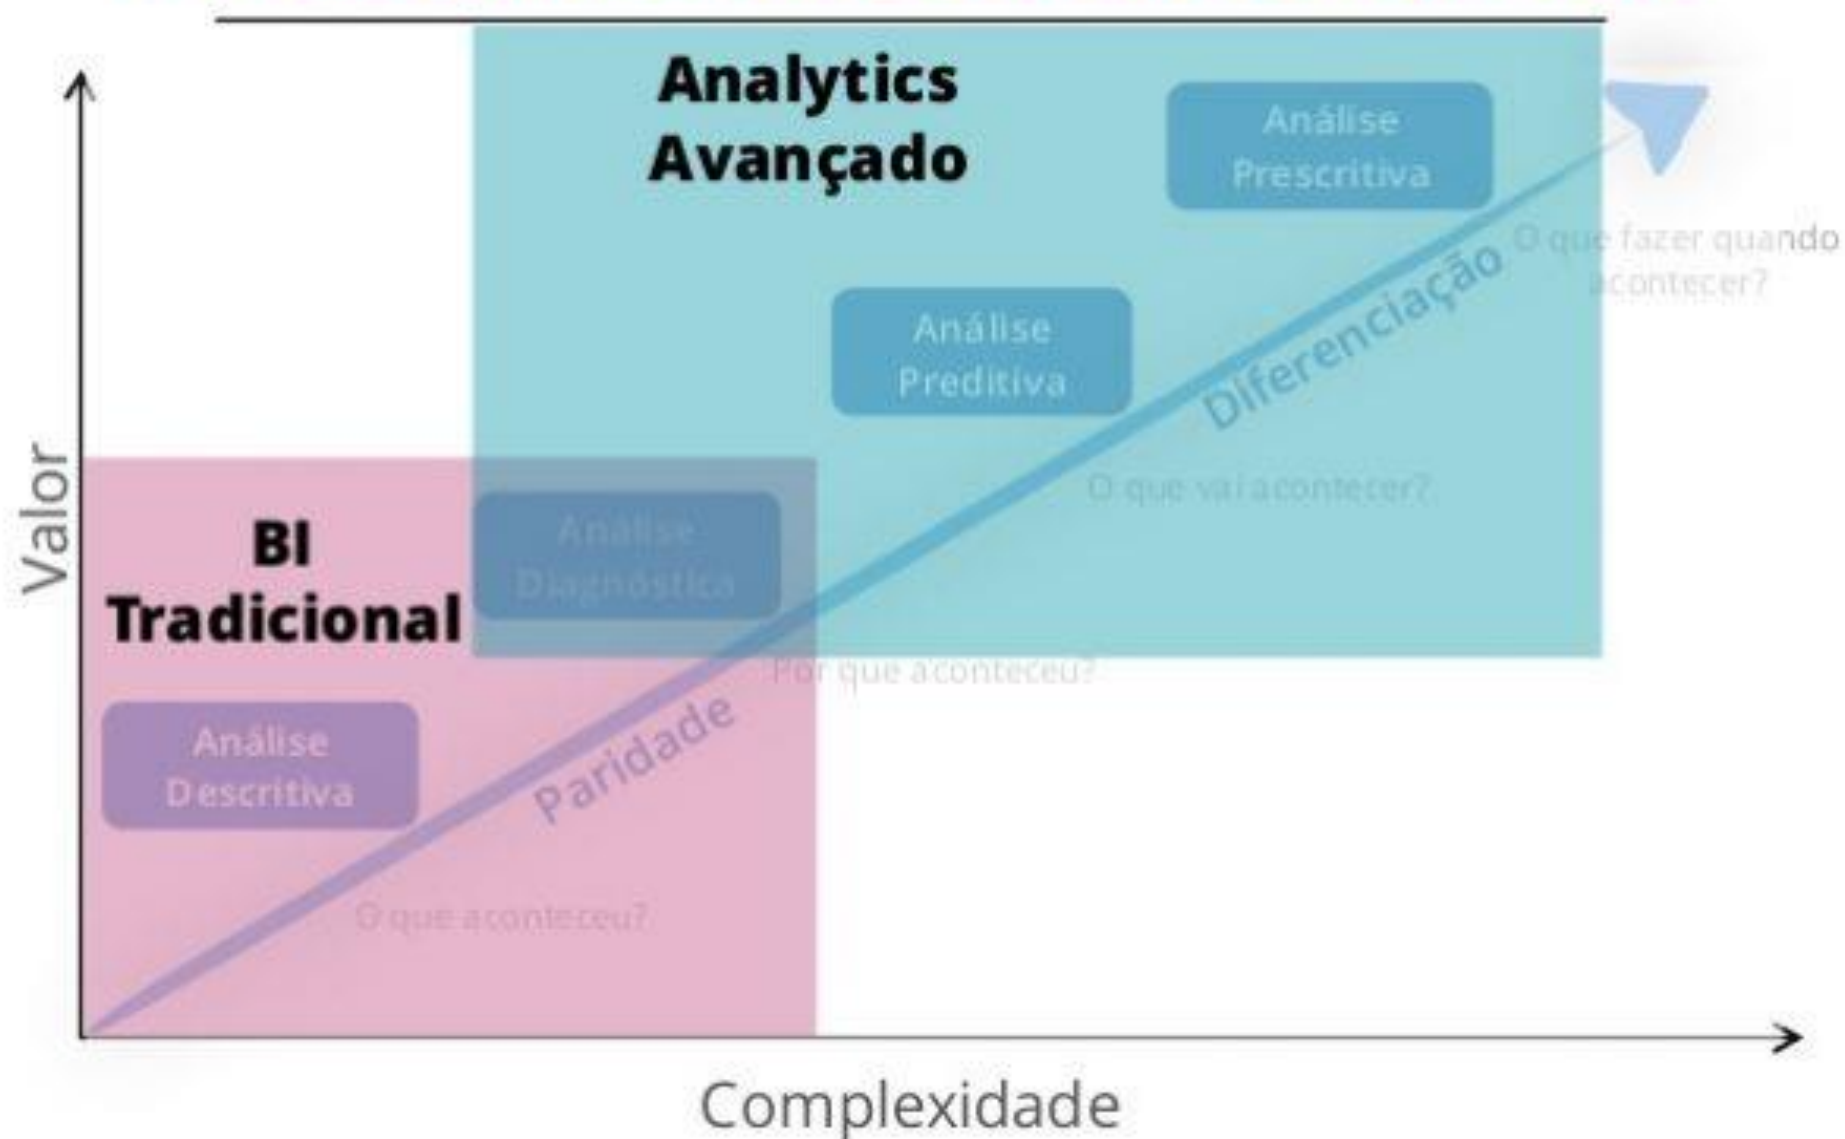 Analytics
Avançado
Análise
Prescritiva
O que fazer quando
acontecer?
Diferenciação
Análise
Preditiva
O que vai acontecer?
Valor
BI
Tradicional
Análise
Diagnóstica
Por que aconteceu?
Paridade
Análise
Descritiva
O que aconteceu?
Complexidade